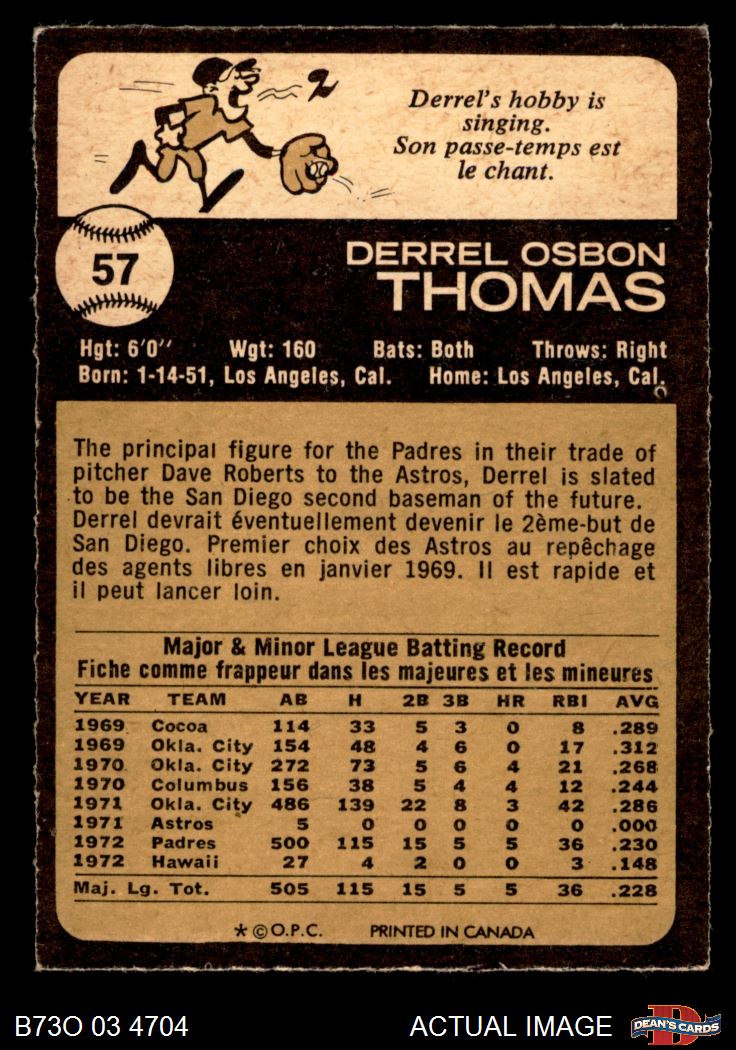 Derrel's hobby is
singing.
Son passe-temps est
le chant.
57
DERREL OSBON
THOMAS
Hgt: 6'0'' Wgt: 160 Bats: Both Throws: Right
Born: 1-14-51, Los Angeles, Cal. Home: Los Angeles, Cal.
The principal figure for the Padres in their trade of
pitcher Dave Roberts to the Astros, Derrel is slated
to be the San Diego second baseman of the future.
Derrel devrait éventuellement devenir le 2ème-but de
San Diego. Premier choix des Astros au repêchage
des agents libres en janvier 1969. Il est rapide et
il peut lancer loin.
Major & Minor League Batting Record
Fiche comme frappeur dans les majeures et les mineures
YEAR TEAM AB H 2B 3B HR RBI AVG
1969 Cocoa 114 33 5 3 0 8 .289
1969 Okla. City 154 48 4 6 0 17 .312
1970 Okla. City 272 73 5 6 4 21 .268
1970 Columbus 156 38 5 4 4 12 .244
1971 Okla. City 486 139 22 8 3 42 .286
1971 Astros 5 0 0 0 0 0 .000
1972 Padres 500 115 15 5 5 36 .230
1972 Hawaii 27 4 2 0 0 3 .148
Maj. Lg. Tot. 505 115 15 5 5 36 .228
* © O.P.C. PRINTED IN CANADA
B73O 03 4704 ACTUAL IMAGE D DEAN'S CARDS